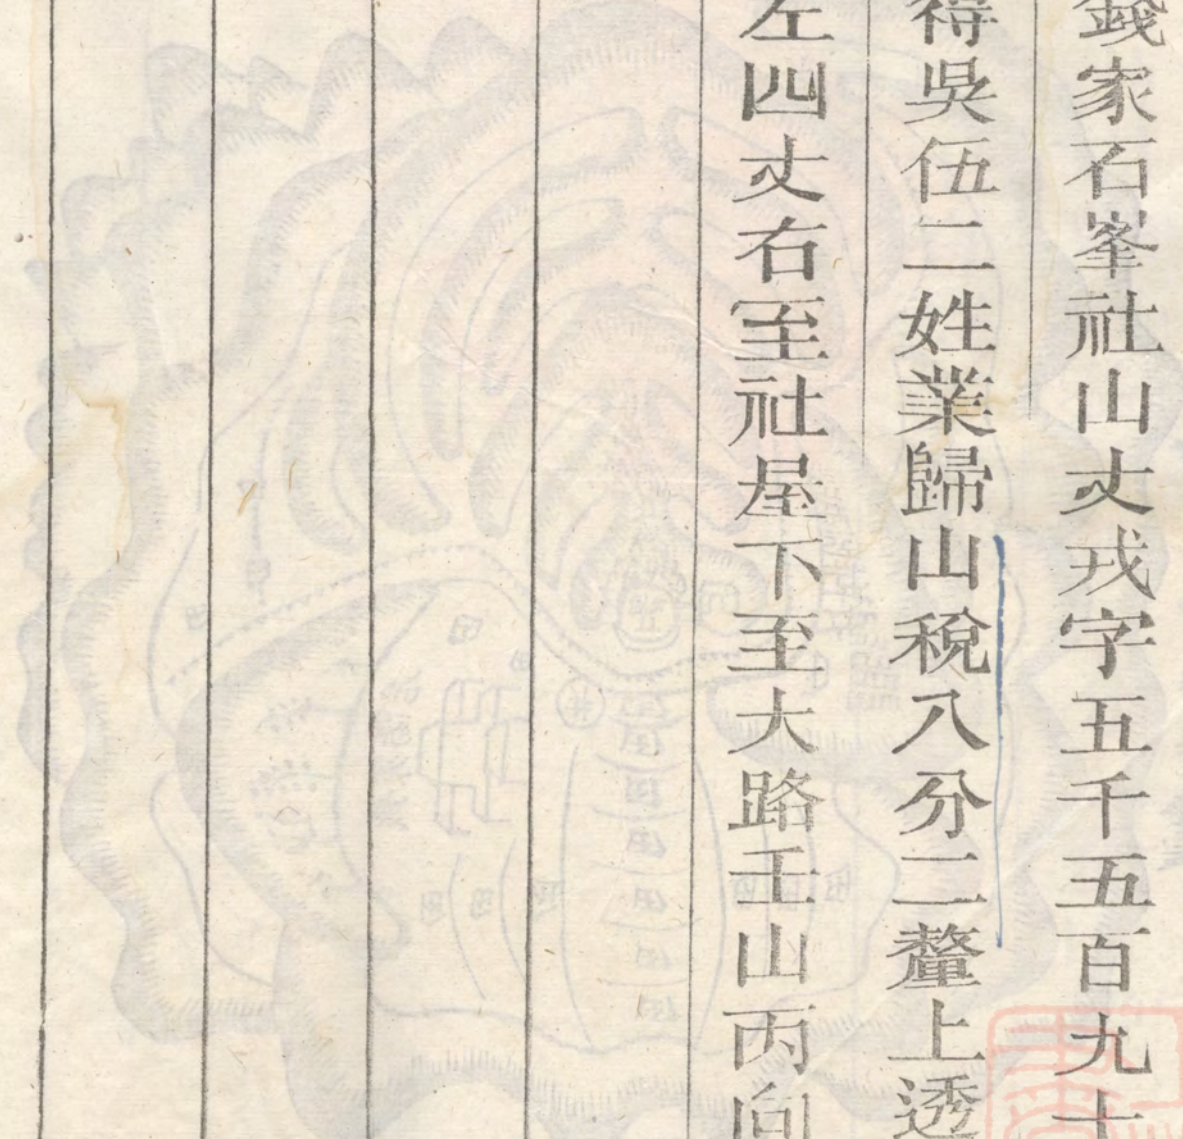 錢家石峯社山丈戎字五千五百九十
得吳伍二姓業歸山稅八分二釐上透
左四丈右至社屋下至大路壬山丙向